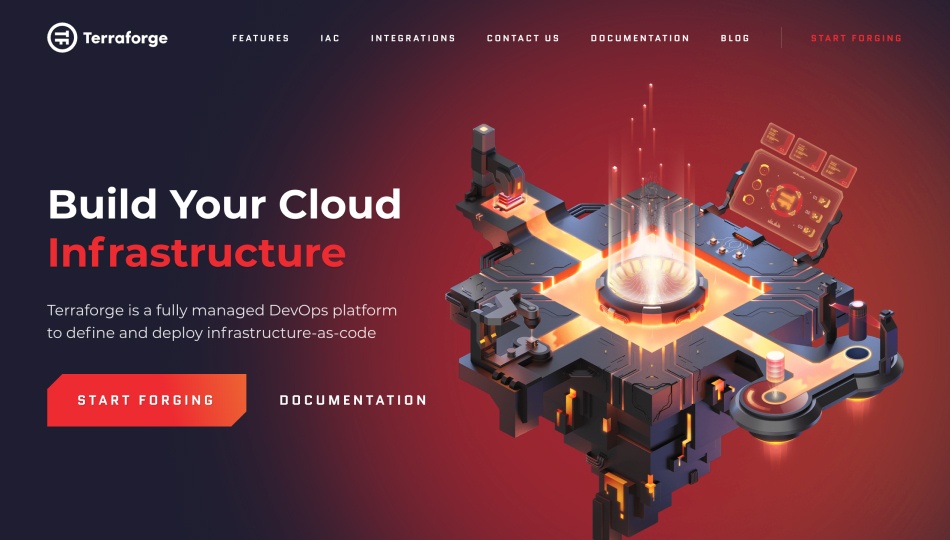 Terraforge
FEATURES
IAC
INTEGRATIONS
CONTACT US
DOCUMENTATION
BLOG
START FORGING
Build Your Cloud
Infrastructure
Terraforge is a fully managed DevOps platform
to define and deploy infrastructure-as-code
START FORGING
DOCUMENTATION